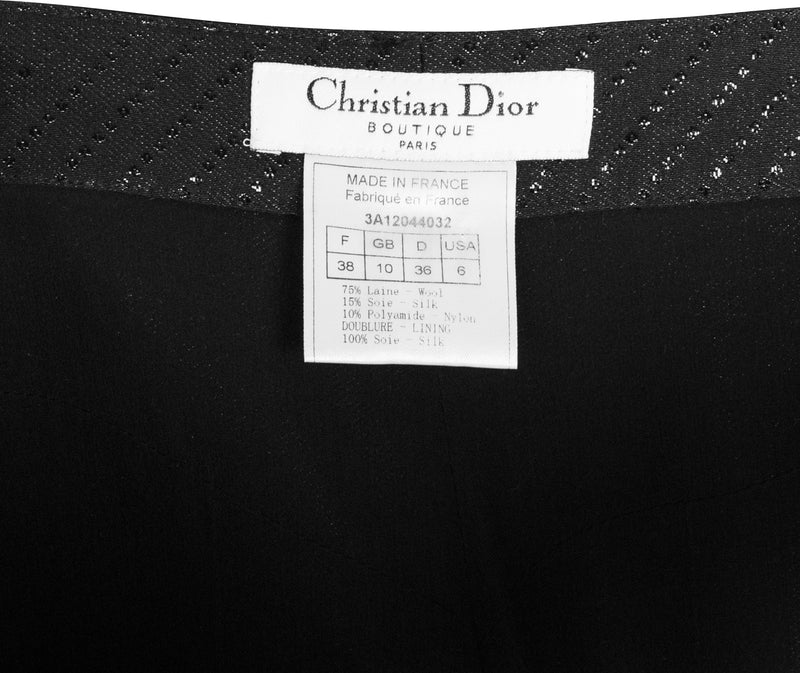 Christian Dior
BOUTIQUE
PARIS
MADE IN FRANCE
Fabriqué en France
3A12044032
F GB D USA
38 10 36 6
75% Laine - Wool
15% Soie - Silk
10% Polyamide - Nylon
DOUBLURE - LINING
100% Soie - Silk